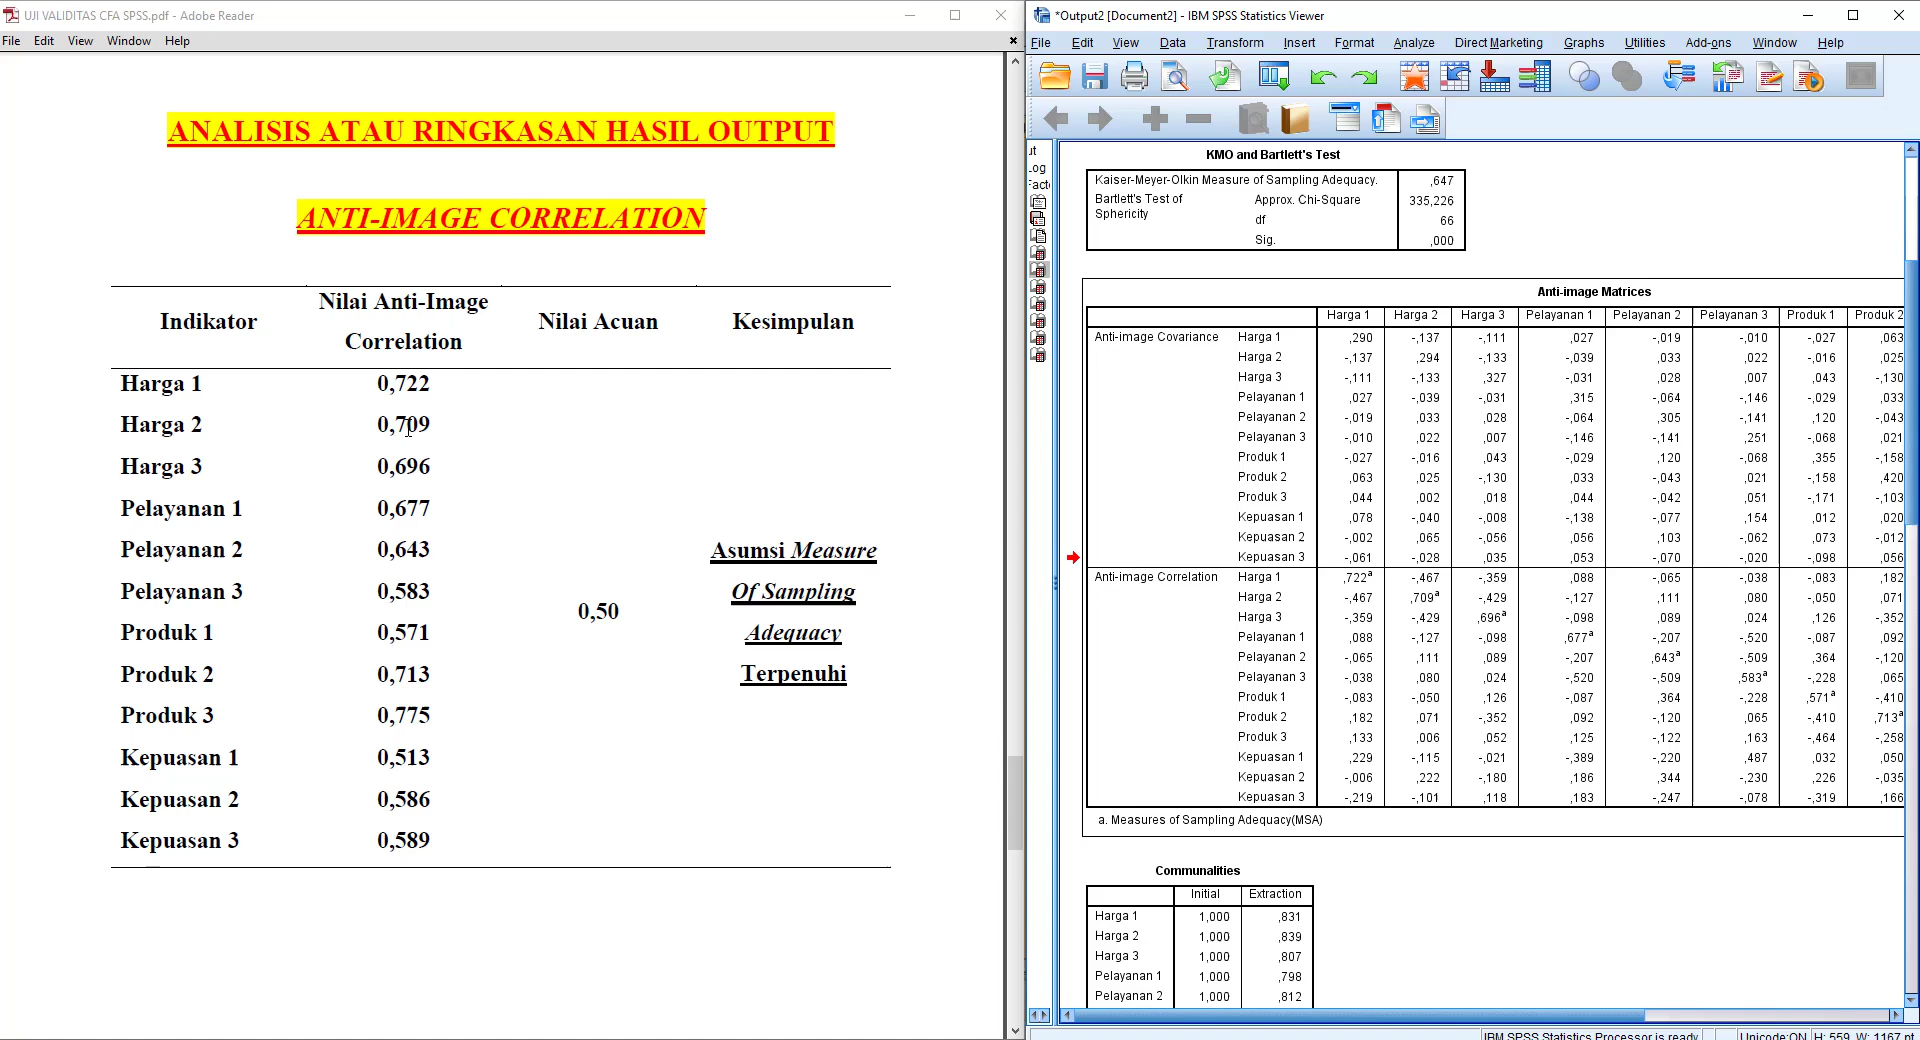 UJI VALIDITAS CFA SPSS.pdf - Adobe Reader
File Edit View Window Help
ANALISIS ATAU RINGKASAN HASIL OUTPUT
ANTI-IMAGE CORRELATION
Indikator Nilai Anti-Image Correlation Nilai Acuan Kesimpulan
Harga 1 0,722
Harga 2 0,709
Harga 3 0,696
Pelayanan 1 0,677
Pelayanan 2 0,643
Pelayanan 3 0,583
Produk 1 0,571
Produk 2 0,713
Produk 3 0,775
Kepuasan 1 0,513
Kepuasan 2 0,586
Kepuasan 3 0,589
0,50
Asumsi Measure
Of Sampling
Adequacy
Terpenuhi
*Output2 [Document2] - IBM SPSS Statistics Viewer
File Edit View Data Transform Insert Format Analyze Direct Marketing Graphs Utilities Add-ons Window Help
KMO and Bartlett's Test
Kaiser-Meyer-Olkin Measure of Sampling Adequacy. ,647
Bartlett's Test of Sphericity Approx. Chi-Square 335,226
df 66
Sig. ,000
Anti-image Matrices
Harga 1 Harga 2 Harga 3 Pelayanan 1 Pelayanan 2 Pelayanan 3 Produk 1 Produk 2
Anti-image Covariance Harga 1 ,290 -,137 -,111 ,027 -,019 -,010 -,027 ,063
Harga 2 -,137 ,294 -,133 -,039 ,033 ,022 -,016 ,025
Harga 3 -,111 -,133 ,327 -,031 ,028 ,007 ,043 -,130
Pelayanan 1 ,027 -,039 -,031 ,315 -,064 -,146 -,029 ,033
Pelayanan 2 -,019 ,033 ,028 -,064 ,305 -,141 ,120 -,043
Pelayanan 3 -,010 ,022 ,007 -,146 -,141 ,251 -,068 ,021
Produk 1 -,027 -,016 ,043 -,029 ,120 -,068 ,355 -,158
Produk 2 ,063 ,025 -,130 ,033 -,043 ,021 -,158 ,420
Produk 3 ,044 ,002 ,018 ,044 -,042 ,051 -,171 -,103
Kepuasan 1 ,078 -,040 -,008 -,138 -,077 ,154 ,012 ,020
Kepuasan 2 -,002 ,065 -,056 ,056 ,103 -,062 ,073 -,012
Kepuasan 3 -,061 -,028 ,035 ,053 -,070 -,020 -,098 ,056
Anti-image Correlation Harga 1 ,722a -,467 -,359 ,088 -,065 -,038 -,083 ,182
Harga 2 -,467 ,709a -,429 -,127 ,111 ,080 -,050 ,071
Harga 3 -,359 -,429 ,696a -,098 ,089 ,024 ,126 -,352
Pelayanan 1 ,088 -,127 -,098 ,677a -,207 -,520 -,087 ,092
Pelayanan 2 -,065 ,111 ,089 -,207 ,643a -,509 ,364 -,120
Pelayanan 3 -,038 ,080 ,024 -,520 -,509 ,583a -,228 ,065
Produk 1 -,083 -,050 ,126 -,087 ,364 -,228 ,571a -,410
Produk 2 ,182 ,071 -,352 ,092 -,120 ,065 -,410 ,713a
Produk 3 ,133 ,006 ,052 ,125 -,122 ,163 -,464 -,258
Kepuasan 1 ,229 -,115 -,021 -,389 -,220 ,487 ,032 ,050
Kepuasan 2 -,006 ,222 -,180 ,186 ,344 -,230 ,226 -,035
Kepuasan 3 -,219 -,101 ,118 ,183 -,247 -,078 -,319 ,166
a. Measures of Sampling Adequacy(MSA)
Communalities
Initial Extraction
Harga 1 1,000 ,831
Harga 2 1,000 ,839
Harga 3 1,000 ,807
Pelayanan 1 1,000 ,798
Pelayanan 2 1,000 ,812
IBM SPSS Statistics Processor is ready Unicode:ON H: 559, W: 1167 pt